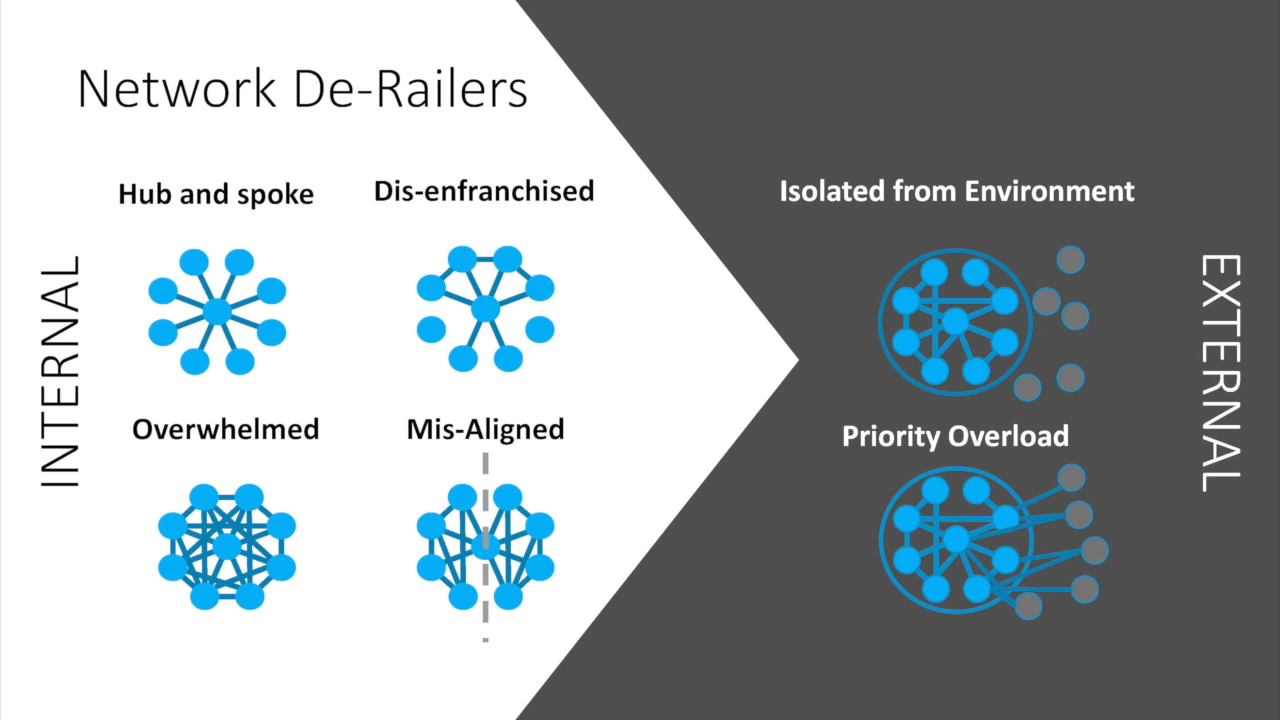 Network De-Railers
INTERNAL
Hub and spoke
Dis-enfranchised
Overwhelmed
Mis-Aligned
Isolated from Environment
Priority Overload
EXTERNAL